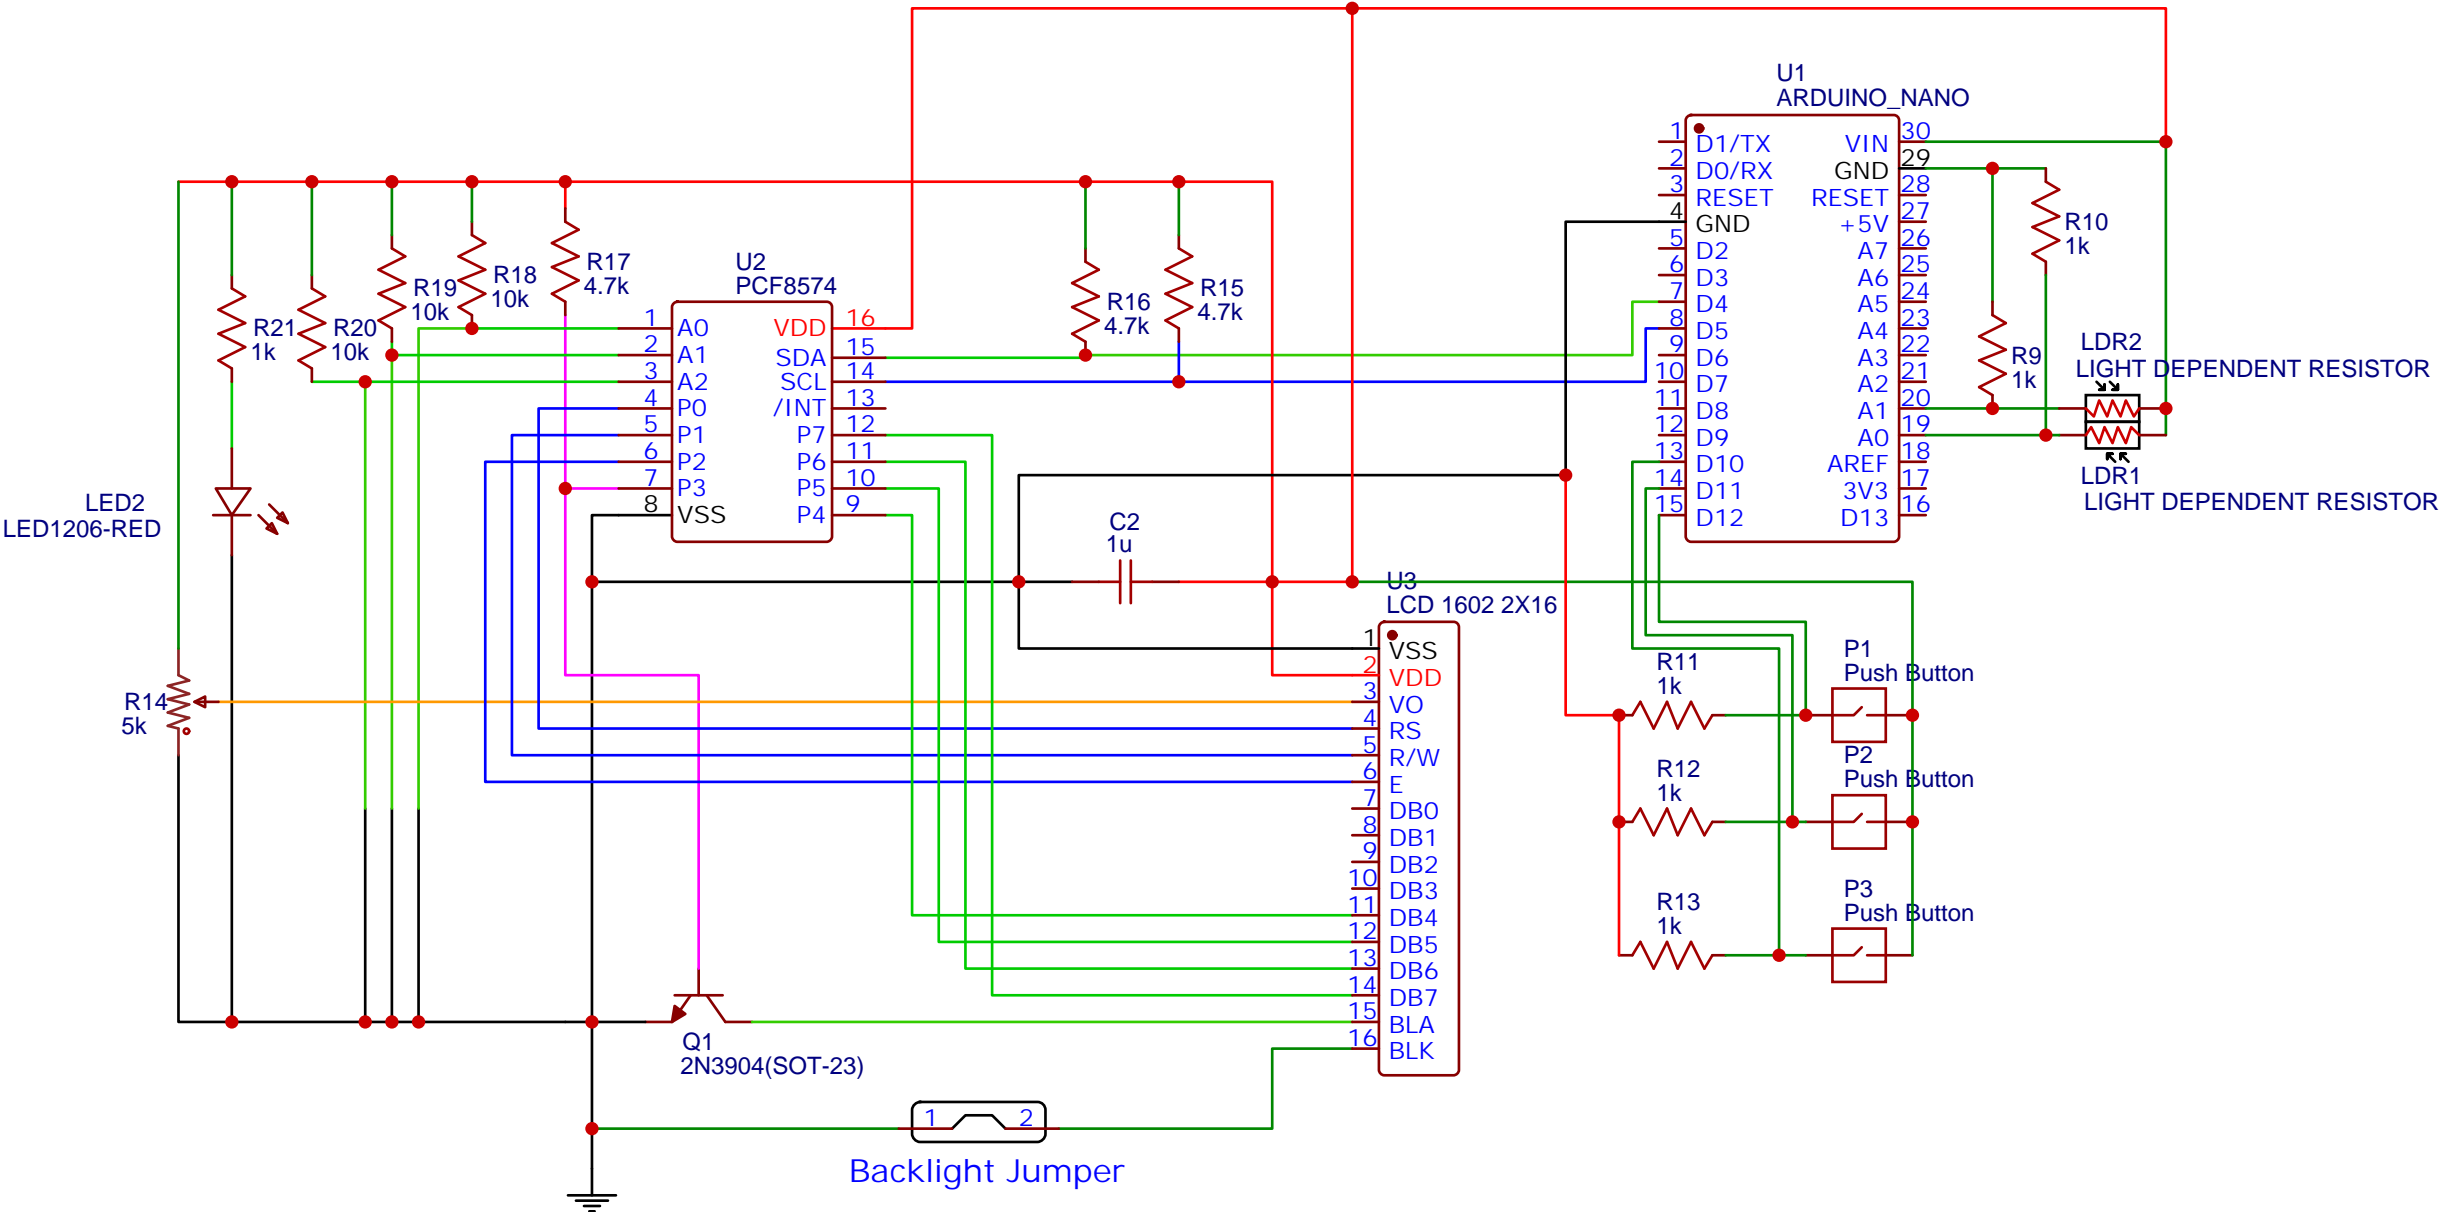 U1
ARDUINO_NANO
1 D1/TX
2 D0/RX
3 RESET
4 GND
5 D2
6 D3
7 D4
8 D5
9 D6
10 D7
11 D8
12 D9
13 D10
14 D11
15 D12
VIN 30
GND 29
RESET 28
+5V 27
A7 26
A6 25
A5 24
A4 23
A3 22
A2 21
A1 20
A0 19
AREF 18
3V3 17
D13 16
R10
1k
R9
1k
LDR2
LIGHT DEPENDENT RESISTOR
LDR1
LIGHT DEPENDENT RESISTOR
R21
1k
R20
10k
R19
10k
R18
10k
R17
4.7k
U2
PCF8574
1 A0
2 A1
3 A2
4 P0
5 P1
6 P2
7 P3
8 VSS
VDD 16
SDA 15
SCL 14
/INT 13
P7 12
P6 11
P5 10
P4 9
R16
4.7k
R15
4.7k
LED2
LED1206-RED
C2
1u
U3
LCD 1602 2X16
1 VSS
2 VDD
3 VO
4 RS
5 R/W
6 E
7 DB0
8 DB1
9 DB2
10 DB3
11 DB4
12 DB5
13 DB6
14 DB7
15 BLA
16 BLK
R14
5k
R11
1k
R12
1k
R13
1k
P1
Push Button
P2
Push Button
P3
Push Button
Q1
2N3904(SOT-23)
1 2
Backlight Jumper